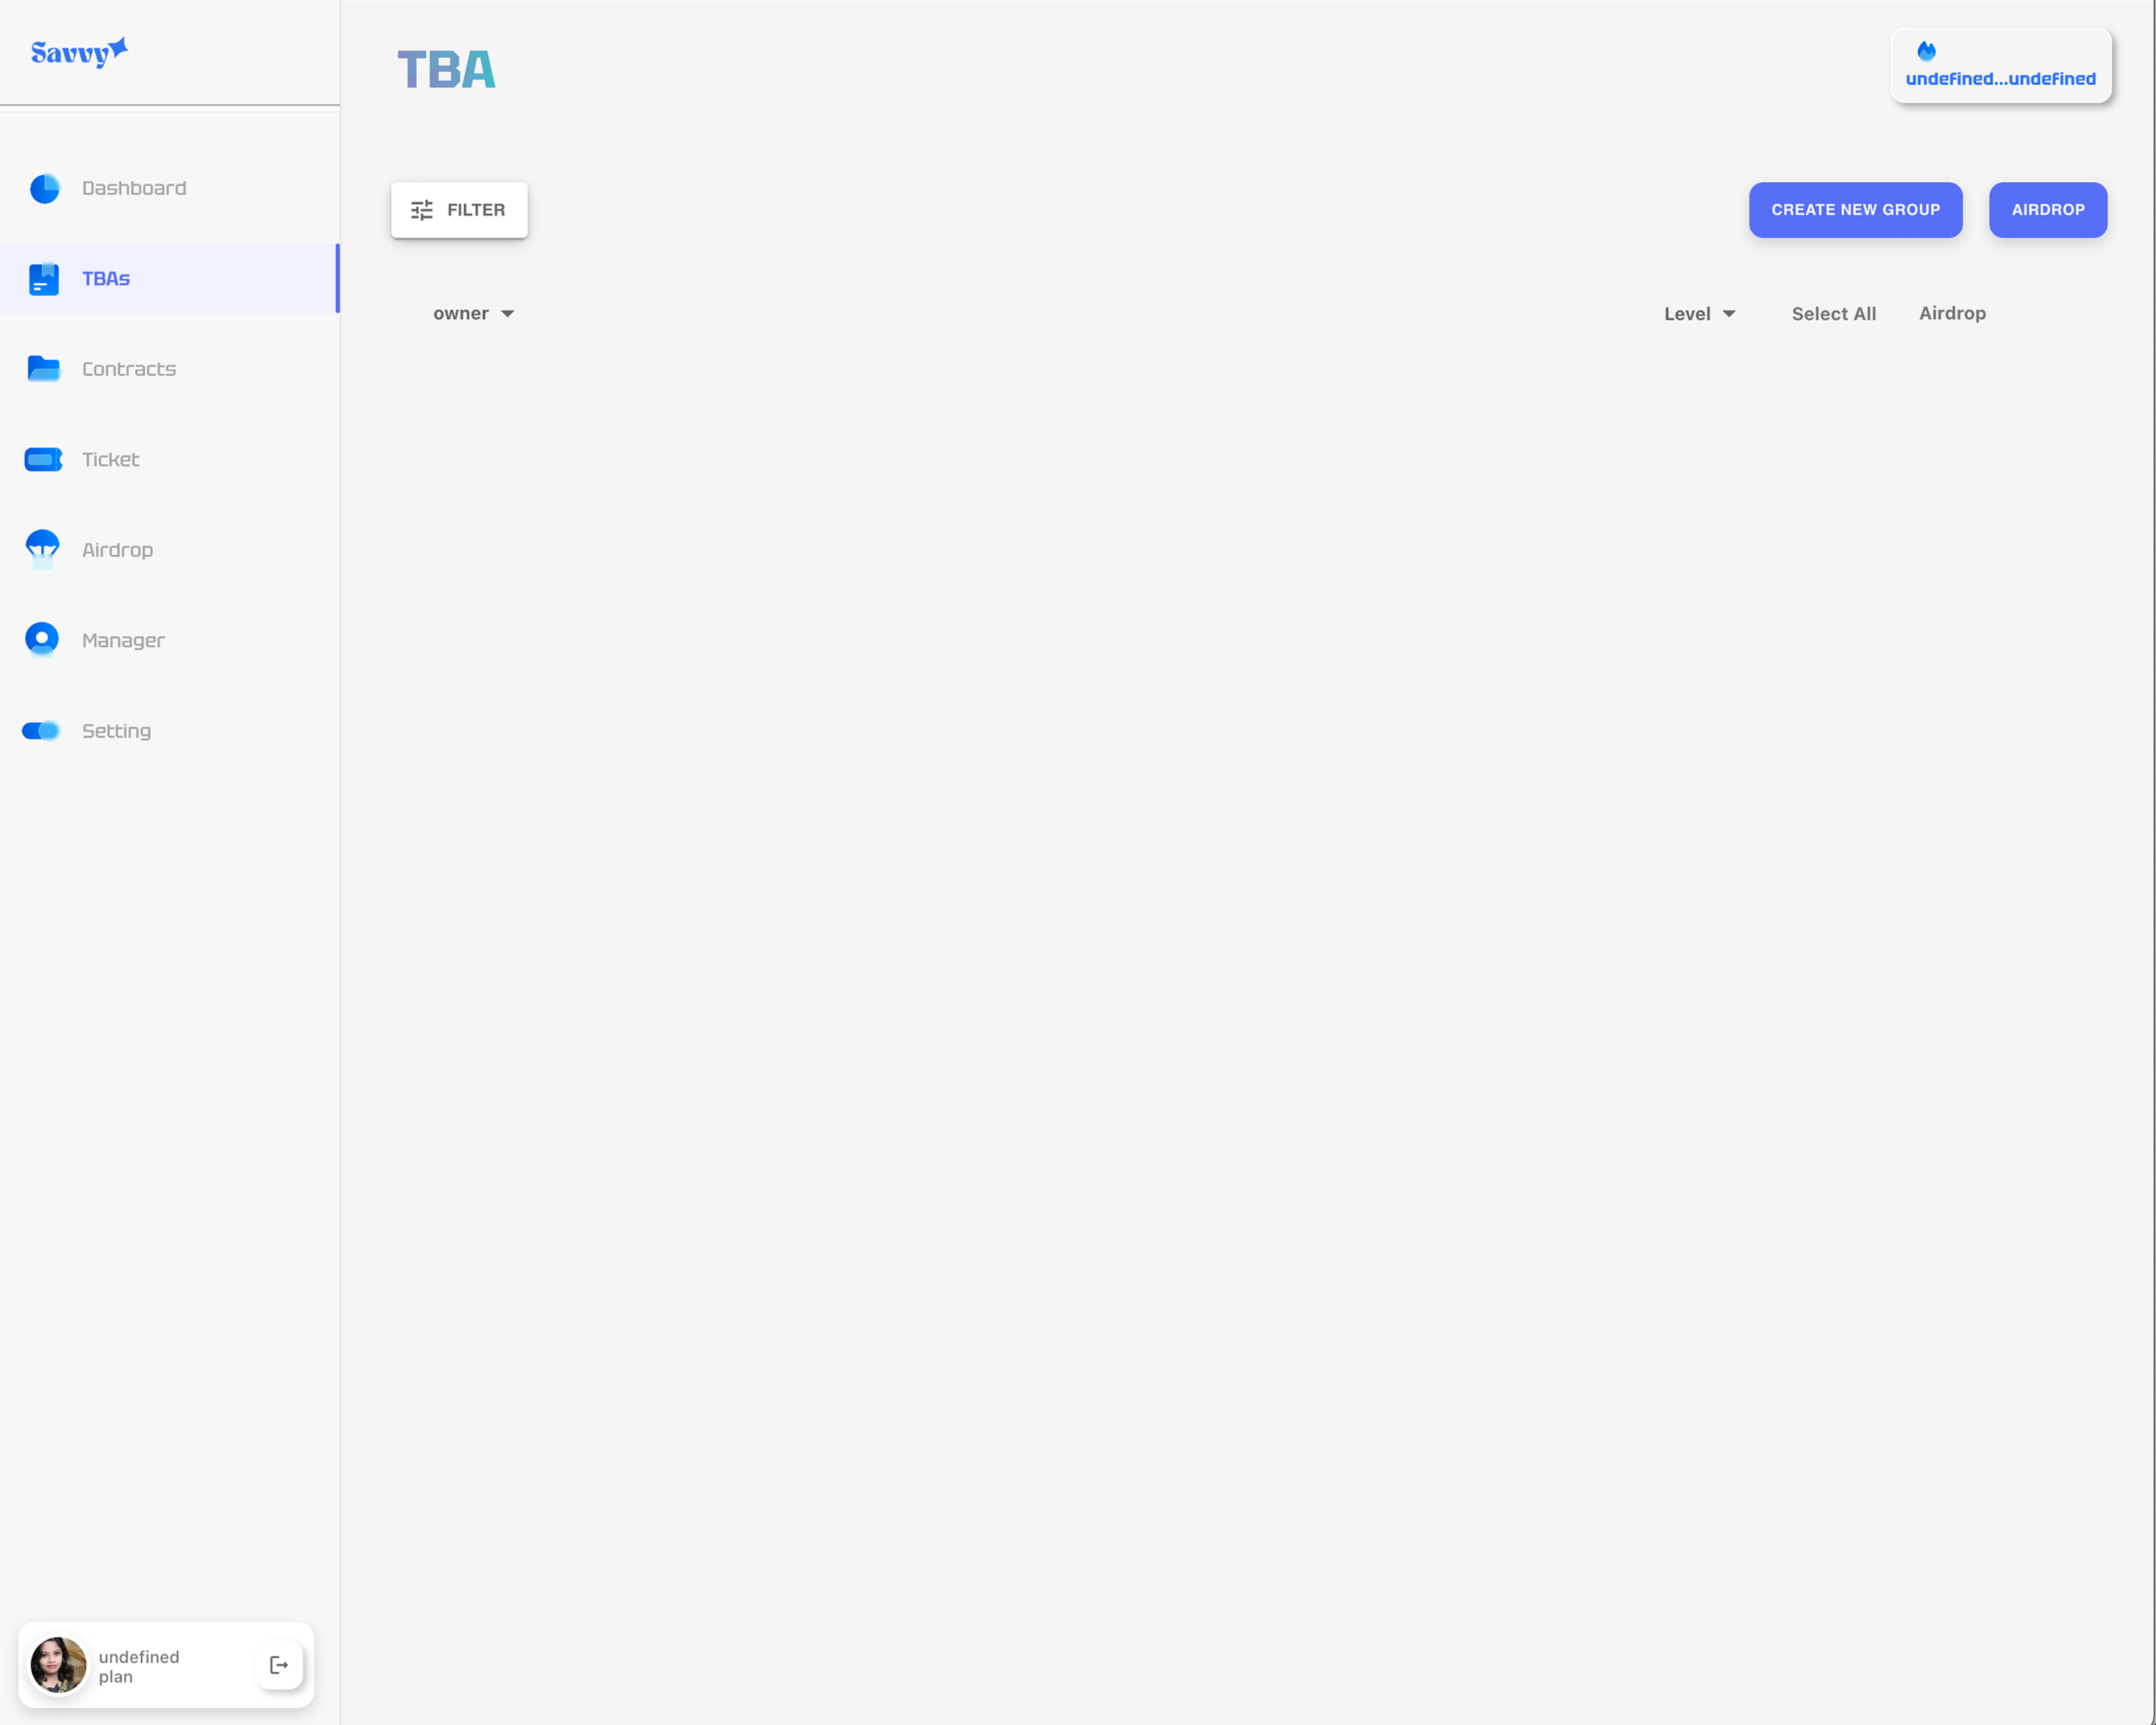 Savvy
TBA
undefined...undefined
Dashboard
TBAs
Contracts
Ticket
Airdrop
Manager
Setting
FILTER
CREATE NEW GROUP
AIRDROP
owner
Level
Select All
Airdrop
undefined
plan